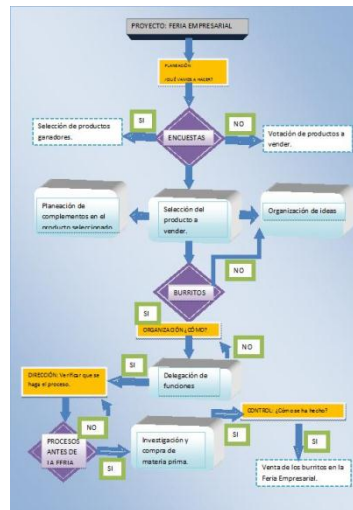 PROYECTO: FERIA EMPRESARIAL
PLANEACIÓN
¿QUÉ VAMOS A HACER?
SI
NO
Selección de productos
ganadores.
ENCUESTAS
Votación de productos a
vender.
Planeación de
complementos en el
producto seleccionado
Selección del
producto a
vender.
Organización de ideas
NO
BURRITOS
SI
ORGANIZACIÓN ¿CÓMO?
SI
NO
DIRECCIÓN: Verificar que se
haga el proceso.
Delegación de
funciones
NO
CONTROL: ¿Cómo se ha hecho?
PROCESOS
ANTES DE
LA FERIA
SI
Investigación y
compra de
materia prima.
SI
SI
Venta de los burritos en la
Feria Empresarial.